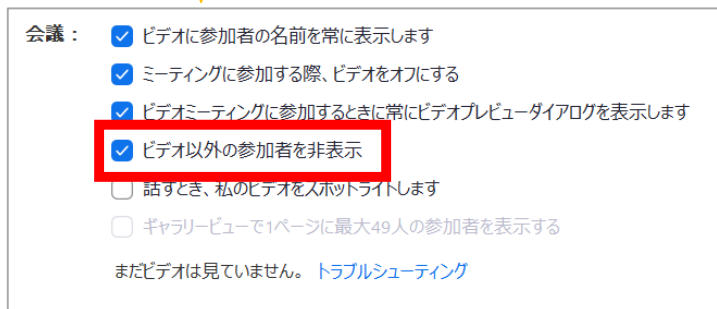 会議： ビデオに参加者の名前を常に表示します
ミーティングに参加する際、ビデオをオフにする
ビデオミーティングに参加するときに常にビデオプレビューダイアログを表示します
ビデオ以外の参加者を非表示
話すとき、私のビデオをスポットライトします
ギャラリービューで1ページに最大49人の参加者を表示する
まだビデオは見ていません。 トラブルシューティング